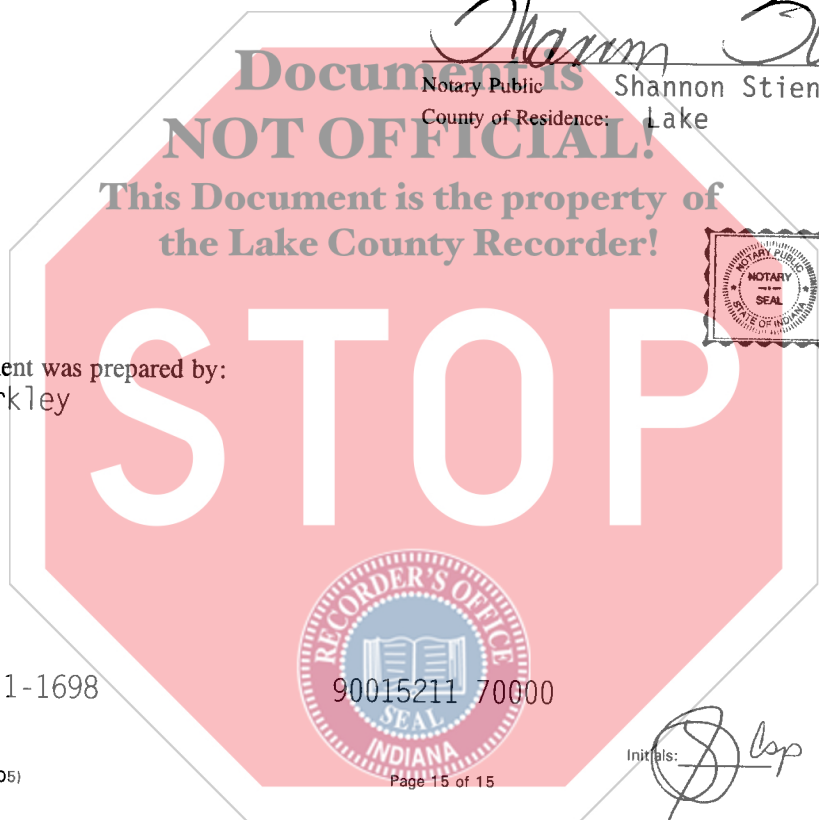 Document is
Notary Public Shannon Stien
County of Residence: Lake
NOT OFFICIAL!
This Document is the property of
the Lake County Recorder!
NOTARY PUBLIC
NOTARY
SEAL
STATE OF INDIANA
ent was prepared by:
rkley
STOP
RECORDER'S OFFICE
1-1698
90015211 70000
SEAL
INDIANA
Initials:
05)
Page 15 of 15